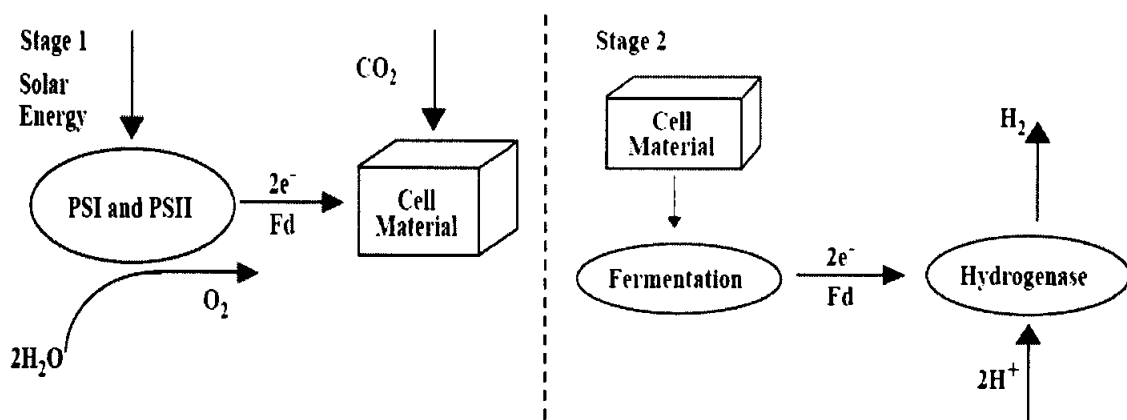 Stage 1
Solar
Energy
CO₂
PSI and PSII
2e⁻
Fd
Cell
Material
O₂
2H₂O
Stage 2
Cell
Material
Fermentation
2e⁻
Fd
Hydrogenase
H₂
2H⁺